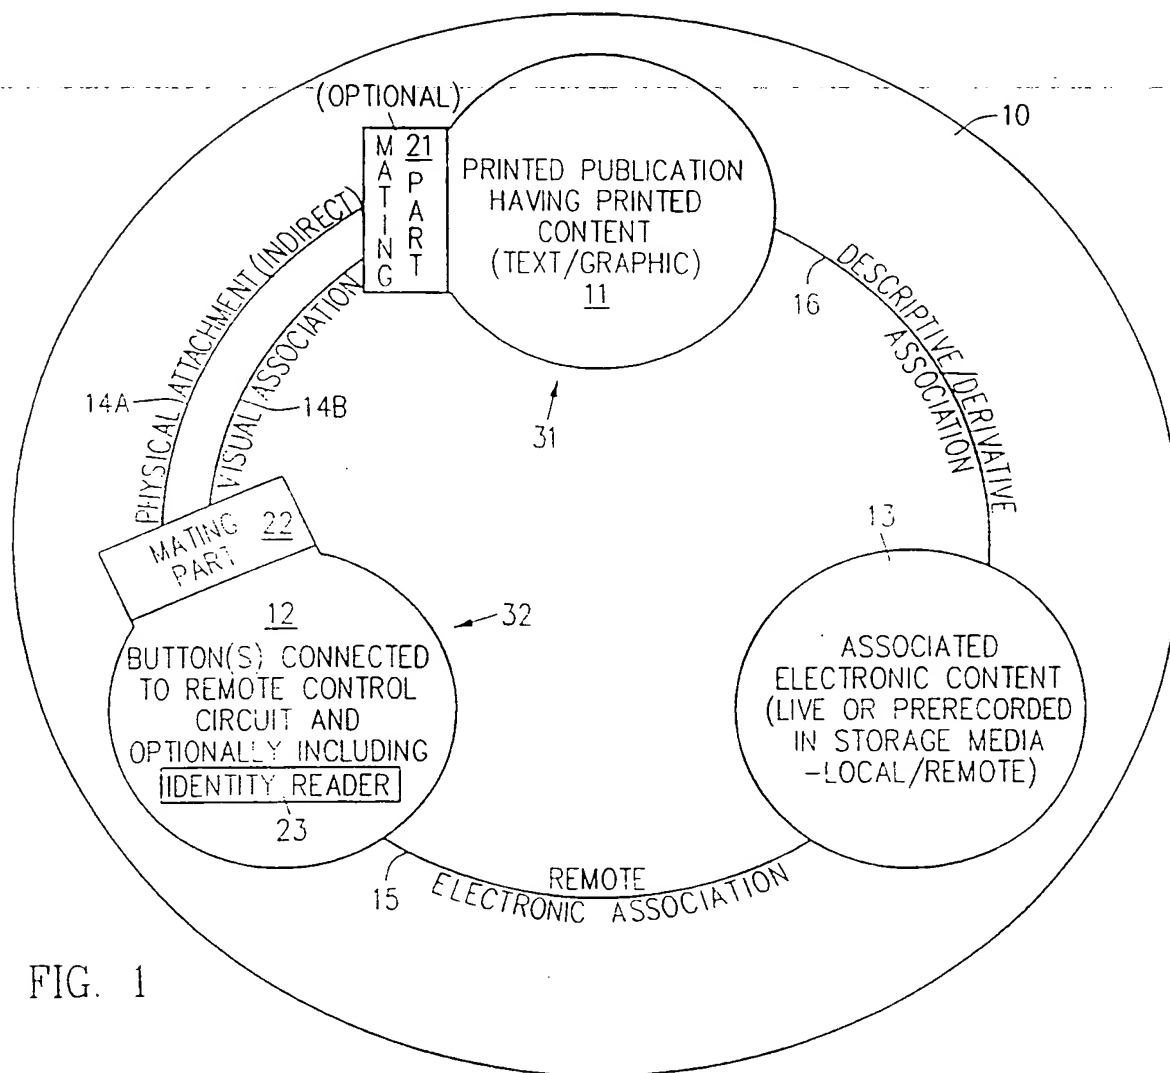 (OPTIONAL)
10
MATING
21
PART
PRINTED PUBLICATION
HAVING PRINTED
CONTENT
(TEXT/GRAPHIC)
11
31
PHYSICAL ATTACHMENT (INDIRECT)
14A
VISUAL ASSOCIATION
14B
16
DESCRIPTIVE/DERIVATIVE
ASSOCIATION
MATING
PART
22
12
BUTTON(S) CONNECTED
TO REMOTE CONTROL
CIRCUIT AND
OPTIONALLY INCLUDING
IDENTITY READER
23
32
13
ASSOCIATED
ELECTRONIC CONTENT
(LIVE OR PRERECORDED
IN STORAGE MEDIA
-LOCAL/REMOTE)
15
REMOTE
ELECTRONIC ASSOCIATION
FIG. 1